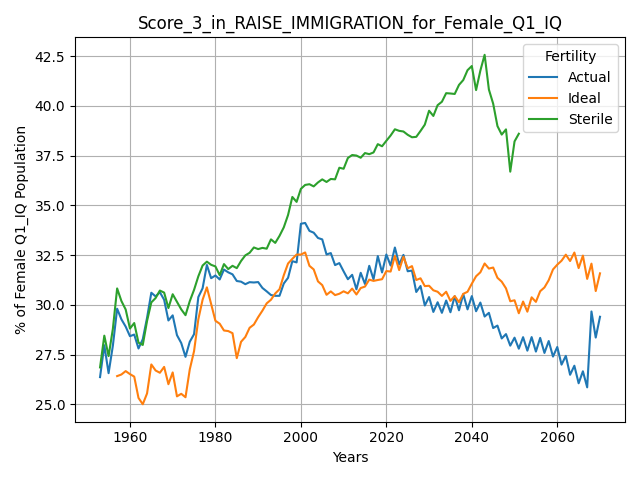 Score_3_in_RAISE_IMMIGRATION_for_Female_Q1_IQ
% of Female Q1_IQ Population
42.5
40.0
37.5
35.0
32.5
30.0
27.5
25.0
Fertility
Actual
Ideal
Sterile
1960
1980
2000
2020
2040
2060
Years